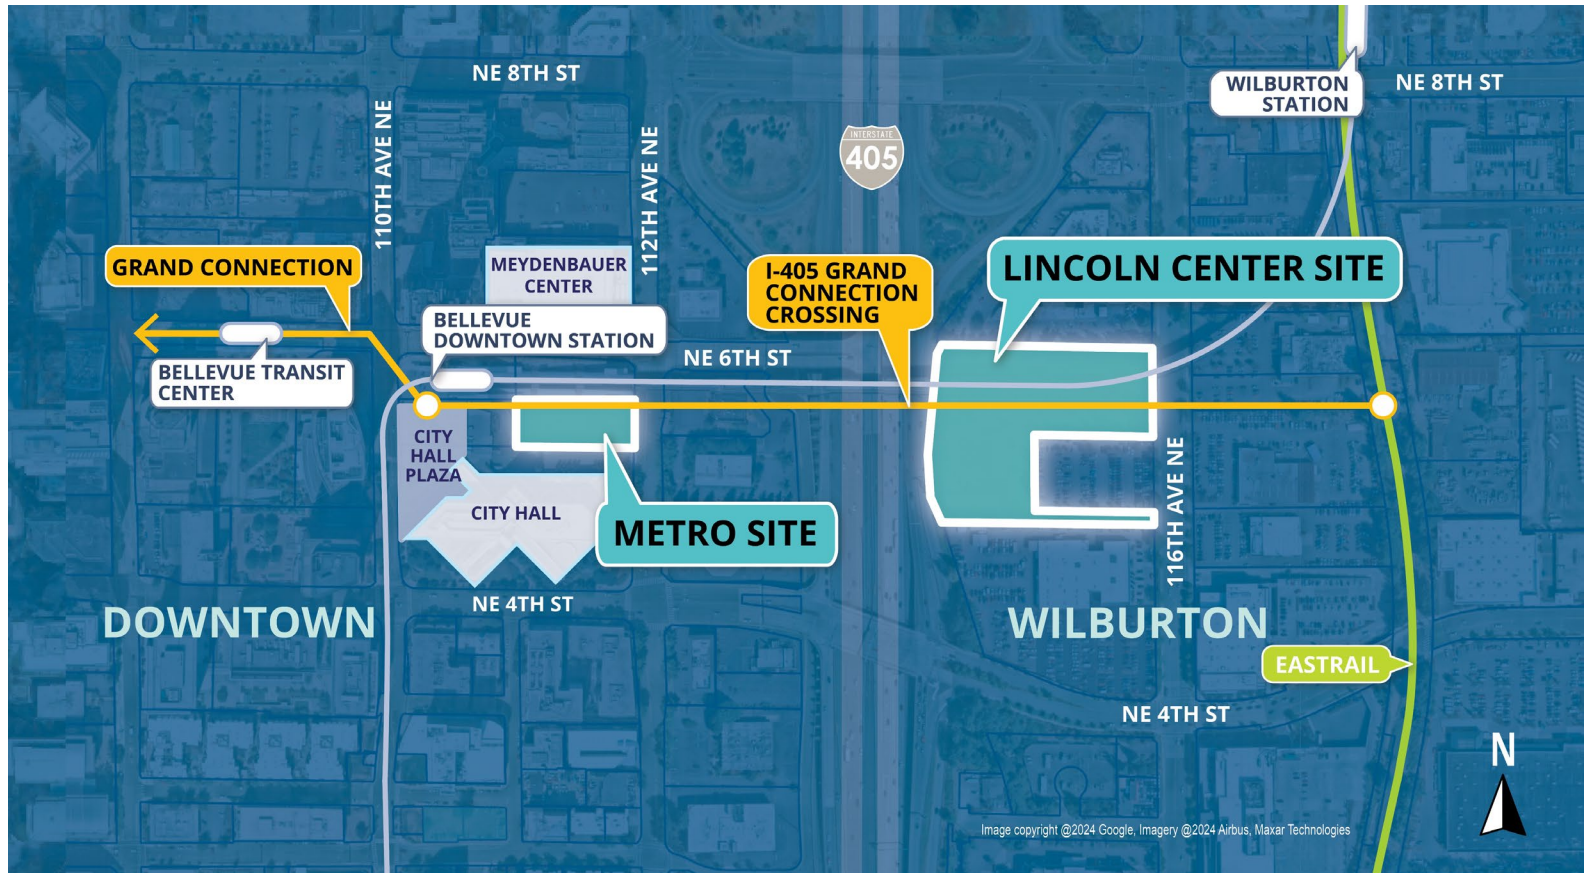 NE 8TH ST
WILBURTON
STATION
NE 8TH ST
110TH AVE NE
112TH AVE NE
INTERSTATE
405
GRAND CONNECTION
MEYDENBAUER
CENTER
I-405 GRAND
CONNECTION
CROSSING
LINCOLN CENTER SITE
BELLEVUE
DOWNTOWN STATION
NE 6TH ST
BELLEVUE TRANSIT
CENTER
CITY
HALL
PLAZA
CITY HALL
METRO SITE
116TH AVE NE
NE 4TH ST
DOWNTOWN
WILBURTON
EASTRAIL
NE 4TH ST
N
Image copyright @2024 Google, Imagery @2024 Airbus, Maxar Technologies